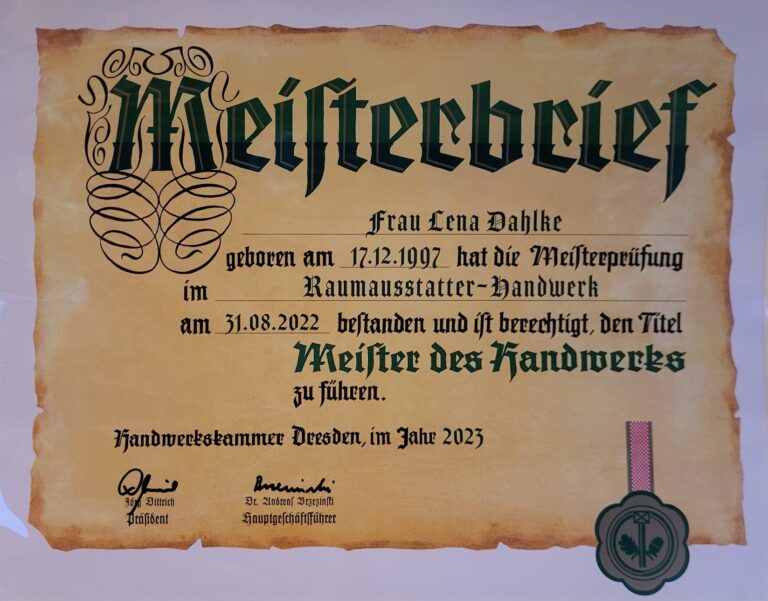 Meiſterbrief
Frau Lena Dahlke
geboren am 17.12.1997 hat die Meiſterprüfung
im Raumausstatter-Handwerk
am 31.08.2022 beſtanden und iſt berechtigt, den Titel
Meiſter des Handwerks
zu führen.
Handwerkskammer Dresden, im Jahr 2023
Jörg Dittrich Dr. Andreas Brzezinſki
Präſident Hauptgeſchäftſführer